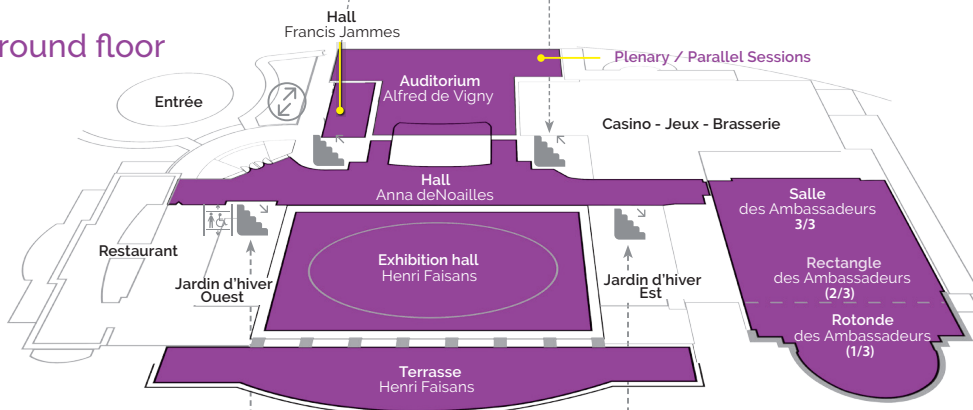 round floor
Hall
Francis Jammes
Plenary / Parallel Sessions
Auditorium
Alfred de Vigny
Entrée
Casino - Jeux - Brasserie
Hall
Anna deNoailles
Salle
des Ambassadeurs
3/3
Restaurant
Exhibition hall
Henri Faisans
Rectangle
des Ambassadeurs
(2/3)
Jardin d'hiver
Ouest
Jardin d'hiver
Est
Rotonde
des Ambassadeurs
(1/3)
Terrasse
Henri Faisans